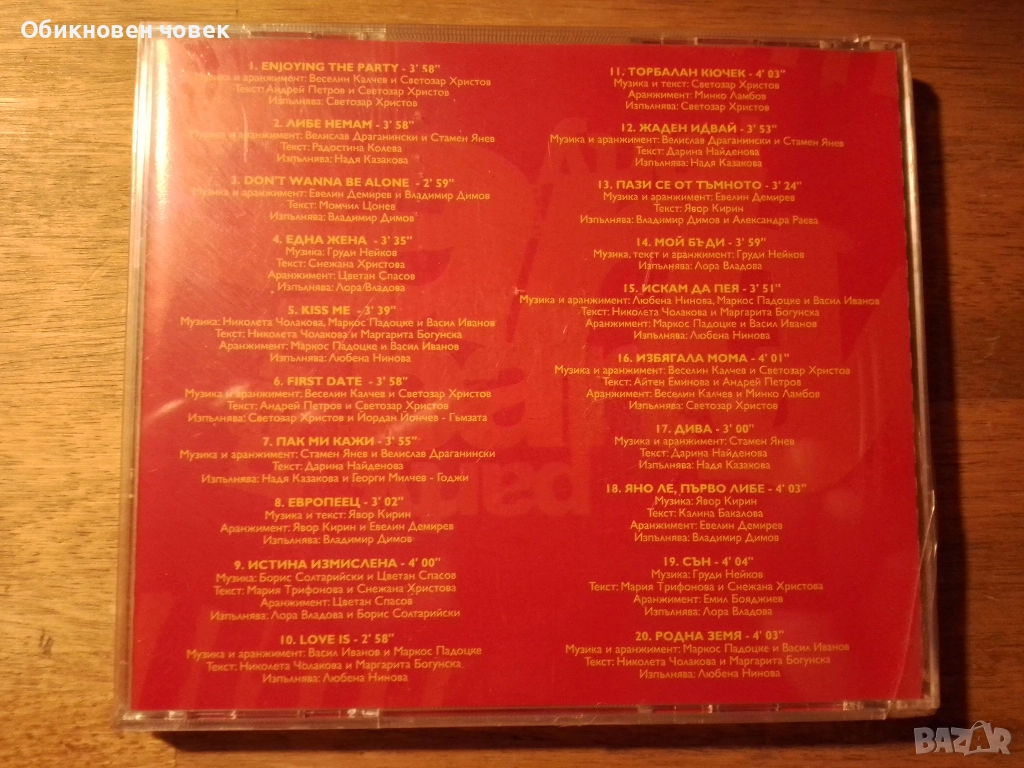 Обикновен човек
1. ENJOYING THE PARTY - 3' 58"
Музика и аранжимент: Веселин Калчев и Светозар Христов
Текст: Андрей Петров и Светозар Христов
Изпълнява: Светозар Христов
2. ЛИБЕ НЕМАМ - 3' 58"
Музика и аранжимент: Велислав Драганински и Стамен Янев
Текст: Радостина Колева
Изпълнява: Надя Казакова
3. DON'T WANNA BE ALONE - 2' 59"
Музика и аранжимент: Евелин Демирев и Владимир Димов
Текст: Момчил Цонев
Изпълнява: Владимир Димов
4. ЕДНА ЖЕНА - 3' 35"
Музика: Груди Нейков
Текст: Снежана Христова
Аранжимент: Цветан Спасов
Изпълнява: Лора Владова
5. KISS ME - 3' 39"
Музика: Николета Чолакова, Маркос Падоцке и Васил Иванов
Текст: Николета Чолакова и Маргарита Богунска
Аранжимент: Маркос Падоцке и Васил Иванов
Изпълнява: Любена Нинова
6. FIRST DATE - 3' 58"
Музика и аранжимент: Веселин Калчев и Светозар Христов
Текст: Андрей Петров и Светозар Христов
Изпълнява: Светозар Христов и Йордан Йончев - Гъмзата
7. ПАК МИ КАЖИ - 3' 55"
Музика и аранжимент: Стамен Янев и Велислав Драганински
Текст: Дарина Найденова
Изпълнява: Надя Казакова и Георги Милчев - Годжи
8. ЕВРОПЕЕЦ - 3' 02"
Музика и текст: Явор Кирин
Аранжимент: Явор Кирин и Евелин Демирев
Изпълнява: Владимир Димов
9. ИСТИНА ИЗМИСЛЕНА - 4' 00"
Музика: Борис Солтарийски и Цветан Спасов
Текст: Мария Трифонова и Снежана Христова
Аранжимент: Цветан Спасов
Изпълнява: Лора Владова и Борис Солтарийски
10. LOVE IS - 2' 58"
Музика и аранжимент: Васил Иванов и Маркос Падоцке
Текст: Николета Чолакова и Маргарита Богунска
Изпълнява: Любена Нинова
11. ТОРБАЛАН КЮЧЕК - 4' 03"
Музика и текст: Светозар Христов
Аранжимент: Минко Ламбов
Изпълнява: Светозар Христов
12. ЖАДЕН ИДВАЙ - 3' 53"
Музика и аранжимент: Велислав Драганински и Стамен Янев
Текст: Дарина Найденова
Изпълнява: Надя Казакова
13. ПАЗИ СЕ ОТ ТЪМНОТО - 3' 24"
Музика и аранжимент: Евелин Демирев
Текст: Явор Кирин
Изпълнява: Владимир Димов и Александра Раева
14. МОЙ БЪДИ - 3' 59"
Музика, текст и аранжимент: Груди Нейков
Изпълнява: Лора Владова
15. ИСКАМ ДА ПЕЯ - 3' 51"
Музика и аранжимент: Любена Нинова, Маркос Падоцке и Васил Иванов
Текст: Николета Чолакова и Маргарита Богунска
Аранжимент: Маркос Падоцке и Васил Иванов
Изпълнява: Любена Нинова
16. ИЗБЯГАЛА МОМА - 4' 01"
Музика и аранжимент: Веселин Калчев и Светозар Христов
Текст: Айтен Еминова и Андрей Петров
Аранжимент: Веселин Калчев и Минко Ламбов
Изпълнява: Светозар Христов
17. ДИВА - 3' 00"
Музика и аранжимент: Стамен Янев
Текст: Дарина Найденова
Изпълнява: Надя Казакова
18. ЯНО ЛЕ, ПЪРВО ЛИБЕ - 4' 03"
Музика: Явор Кирин
Текст: Калина Бакалова
Аранжимент: Евелин Демирев
Изпълнява: Владимир Димов
19. СЪН - 4' 04"
Музика: Груди Нейков
Текст: Мария Трифонова и Снежана Христова
Аранжимент: Емил Бояджиев
Изпълнява: Лора Владова
20. РОДНА ЗЕМЯ - 4' 03"
Музика и аранжимент: Маркос Падоцке и Васил Иванов
Текст: Николета Чолакова и Маргарита Богунска
Изпълнява: Любена Нинова
BAZAR